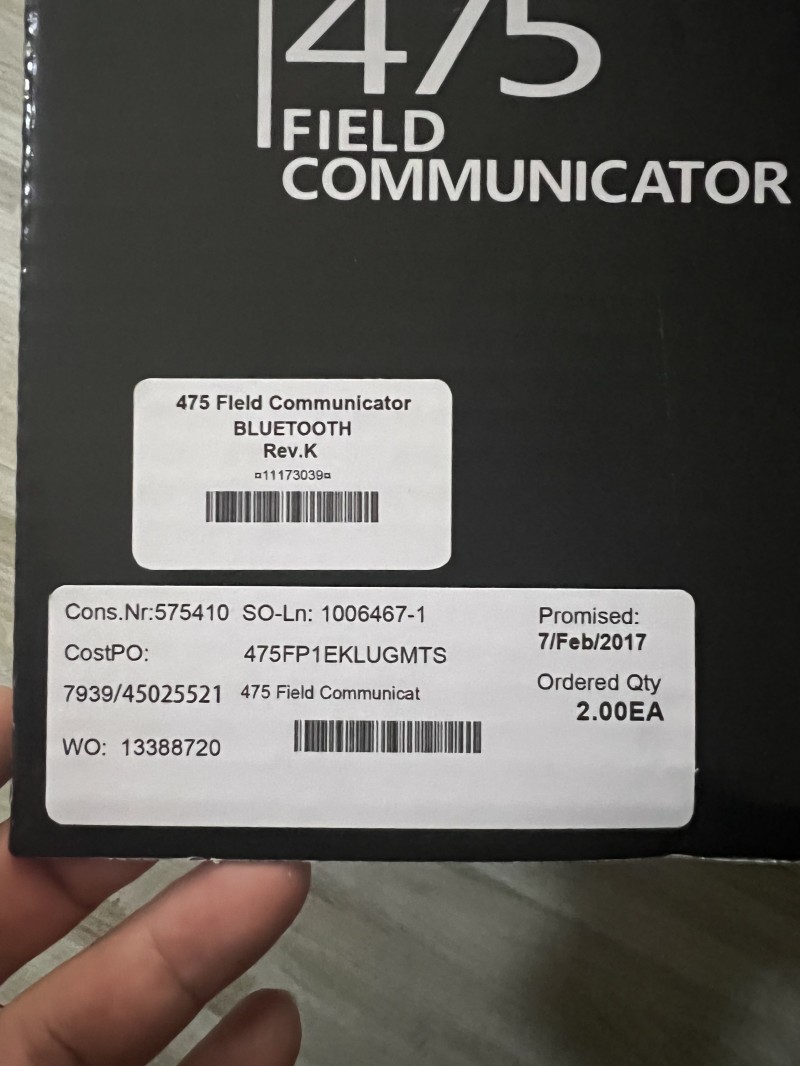 475
FIELD
COMMUNICATOR
475 FIeld Communicator
BLUETOOTH
Rev.K
¤11173039¤
Cons.Nr:575410 SO-Ln: 1006467-1
Promised:
7/Feb/2017
CostPO:
475FP1EKLUGMTS
7939/45025521
475 Field Communicat
Ordered Qty
2.00EA
WO: 13388720